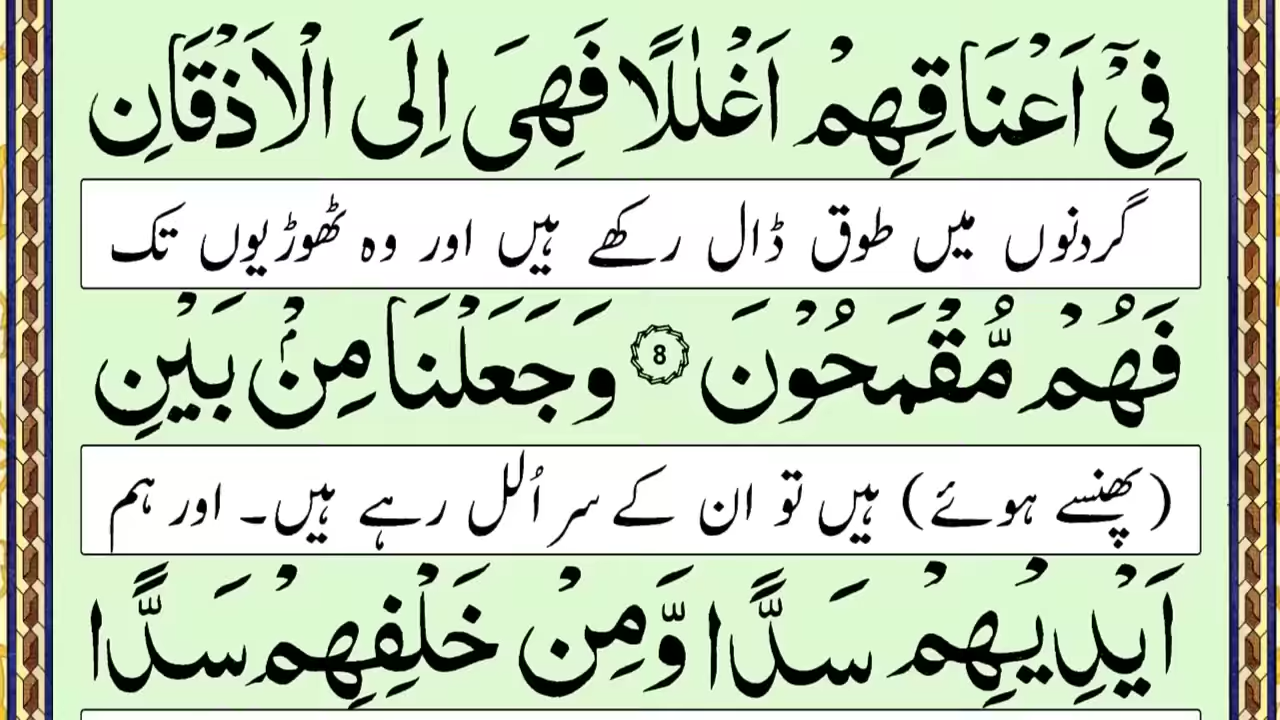 فِیْۤ اَعْنَاقِهِمْ اَغْلٰلًا فَهِیَ اِلَی الْاَذْقَانِ
گردنوں میں طوق ڈال رکھے ہیں اور وہ ٹھوڑیوں تک
فَهُمْ مُّقْمَحُوْنَ 8 وَ جَعَلْنَا مِنْۢ بَیْنِ
(پھنسے ہوئے) ہیں تو ان کے سر اُلل رہے ہیں۔ اور ہم
اَیْدِیْهِمْ سَدًّا وَّ مِنْ خَلْفِهِمْ سَدًّا